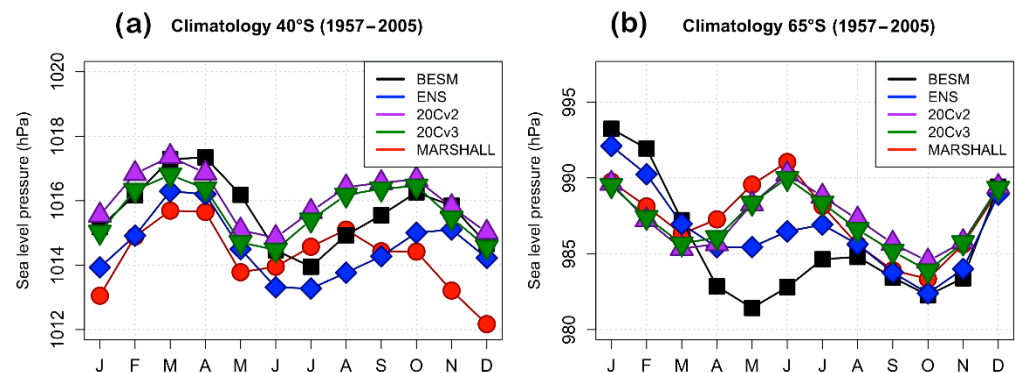 (a) Climatology 40°S (1957–2005)
Sea level pressure (hPa)
1020
1018
1016
1014
1012
BESM
ENS
20Cv2
20Cv3
MARSHALL
J F M A M J J A S O N D
(b) Climatology 65°S (1957–2005)
Sea level pressure (hPa)
995
990
985
980
BESM
ENS
20Cv2
20Cv3
MARSHALL
J F M A M J J A S O N D